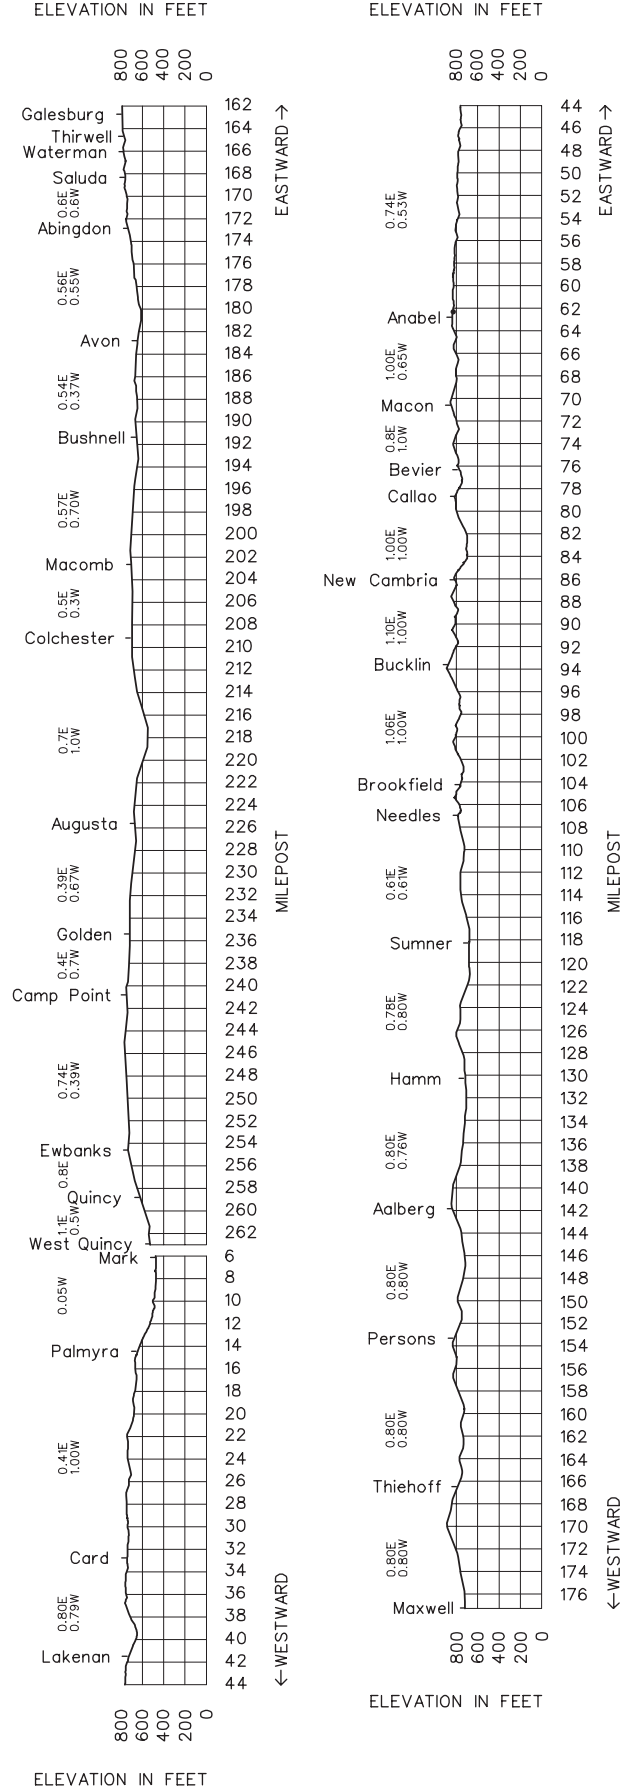 ELEVATION IN FEET
800 600 400 200 0
Galesburg
Thirwell
Waterman
Saluda
0.6E
0.6W
Abingdon
0.56E
0.55W
Avon
0.54E
0.37W
Bushnell
0.57E
0.70W
Macomb
0.5E
0.3W
Colchester
0.7E
1.0W
Augusta
0.39E
0.67W
Golden
0.4E
0.7W
Camp Point
0.74E
0.39W
Ewbanks
0.8E
Quincy
1.1E
0.5W
West Quincy
Mark
0.05W
Palmyra
0.41E
1.00W
Card
0.80E
0.79W
Lakenan
162
164
166
168
170
172
174
176
178
180
182
184
186
188
190
192
194
196
198
200
202
204
206
208
210
212
214
216
218
220
222
224
226
228
230
232
234
236
238
240
242
244
246
248
250
252
254
256
258
260
262
6
8
10
12
14
16
18
20
22
24
26
28
30
32
34
36
38
40
42
44
EASTWARD →
MILEPOST
← WESTWARD
800 600 400 200 0
ELEVATION IN FEET
ELEVATION IN FEET
800 600 400 200 0
0.74E
0.53W
Anabel
1.00E
0.65W
Macon
0.8E
1.0W
Bevier
Callao
1.00E
1.00W
New Cambria
1.10E
1.00W
Bucklin
1.06E
1.00W
Brookfield
Needles
0.61E
0.61W
Sumner
0.78E
0.80W
Hamm
0.80E
0.76W
Aalberg
0.80E
0.80W
Persons
0.80E
0.80W
Thiehoff
0.80E
0.80W
Maxwell
44
46
48
50
52
54
56
58
60
62
64
66
68
70
72
74
76
78
80
82
84
86
88
90
92
94
96
98
100
102
104
106
108
110
112
114
116
118
120
122
124
126
128
130
132
134
136
138
140
142
144
146
148
150
152
154
156
158
160
162
164
166
168
170
172
174
176
EASTWARD →
MILEPOST
← WESTWARD
800 600 400 200 0
ELEVATION IN FEET